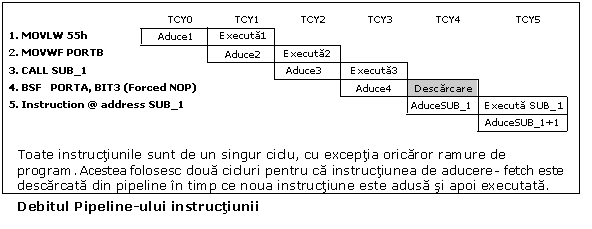 TCY0 TCY1 TCY2 TCY3 TCY4 TCY5
1. MOVLW 55h Aduce1 Execută1
2. MOVWF PORTB Aduce2 Execută2
3. CALL SUB_1 Aduce3 Execută3
4. BSF PORTA, BIT3 (Forced NOP) Aduce4 Descărcare
5. Instruction @ address SUB_1 AduceSUB_1 Execută SUB_1
AduceSUB_1+1
Toate instrucţiunile sunt de un singur ciclu, cu excepţia oricăror ramure de
program. Acestea folosesc două cicluri pentru că instrucţiunea de aducere- fetch este
descărcată din pipeline în timp ce noua instrucţiune este adusă şi apoi executată.
Debitul Pipeline-ului instrucţiunii